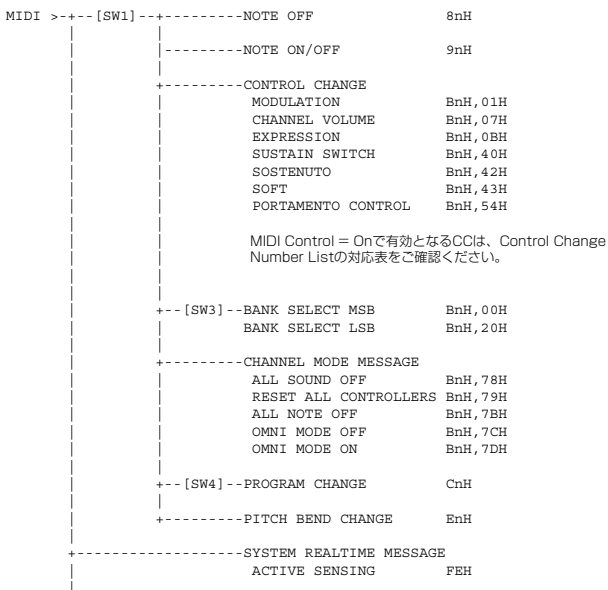 MIDI >-+--[SW1]--+---------NOTE OFF 8nH
|---------NOTE ON/OFF 9nH
+---------CONTROL CHANGE
MODULATION BnH,01H
CHANNEL VOLUME BnH,07H
EXPRESSION BnH,0BH
SUSTAIN SWITCH BnH,40H
SOSTENUTO BnH,42H
SOFT BnH,43H
PORTAMENTO CONTROL BnH,54H
MIDI Control = Onで有効となるCCは、Control Change
Number Listの対応表をご確認ください。
+--[SW3]--BANK SELECT MSB BnH,00H
BANK SELECT LSB BnH,20H
+---------CHANNEL MODE MESSAGE
ALL SOUND OFF BnH,78H
RESET ALL CONTROLLERS BnH,79H
ALL NOTE OFF BnH,7BH
OMNI MODE OFF BnH,7CH
OMNI MODE ON BnH,7DH
+--[SW4]--PROGRAM CHANGE CnH
+---------PITCH BEND CHANGE EnH
+-------------------SYSTEM REALTIME MESSAGE
ACTIVE SENSING FEH